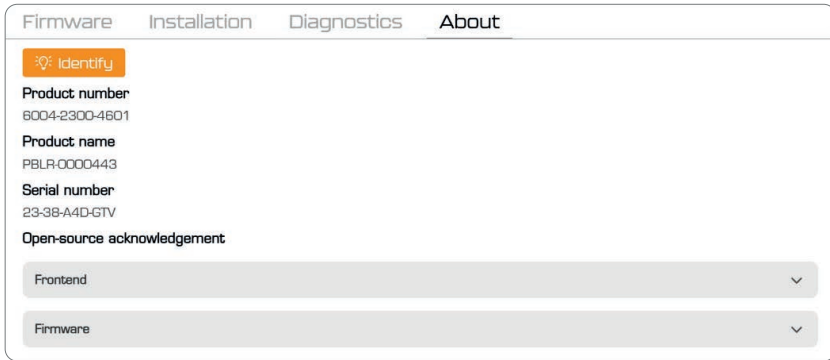 Firmware Installation Diagnostics About
Identify
Product number
6004-2300-4601
Product name
PBLR-0000443
Serial number
23-38-A4D-GTV
Open-source acknowledgement
Frontend
Firmware